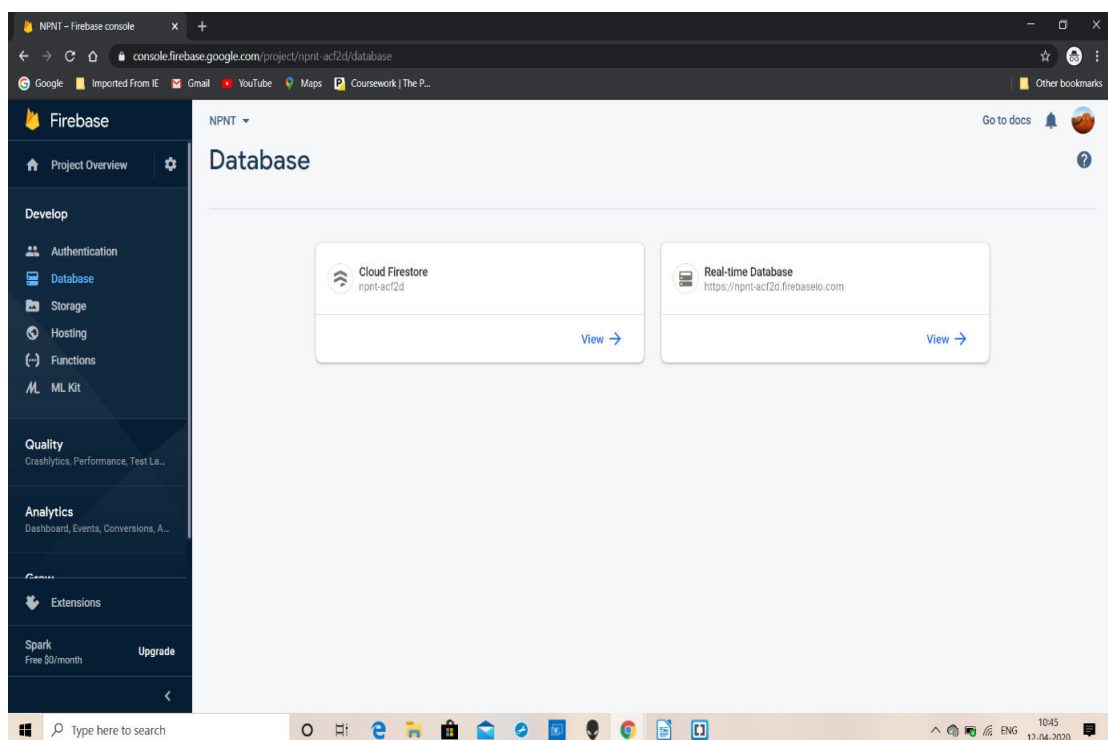 NPNT – Firebase console
console.firebase.google.com/project/npnt-acf2d/database
Google Imported From IE Gmail YouTube Maps Coursework | The P... Other bookmarks
Firebase
NPNT
Go to docs
Project Overview
Database
Develop
Authentication
Database
Storage
Hosting
Functions
ML Kit
Quality
Crashlytics, Performance, Test La...
Analytics
Dashboard, Events, Conversions, A...
Grow
Extensions
Spark
Free $0/month
Upgrade
Cloud Firestore
npnt-acf2d
View
Real-time Database
https://npnt-acf2d.firebaseio.com
View
Type here to search
ENG
10:45
12-04-2020